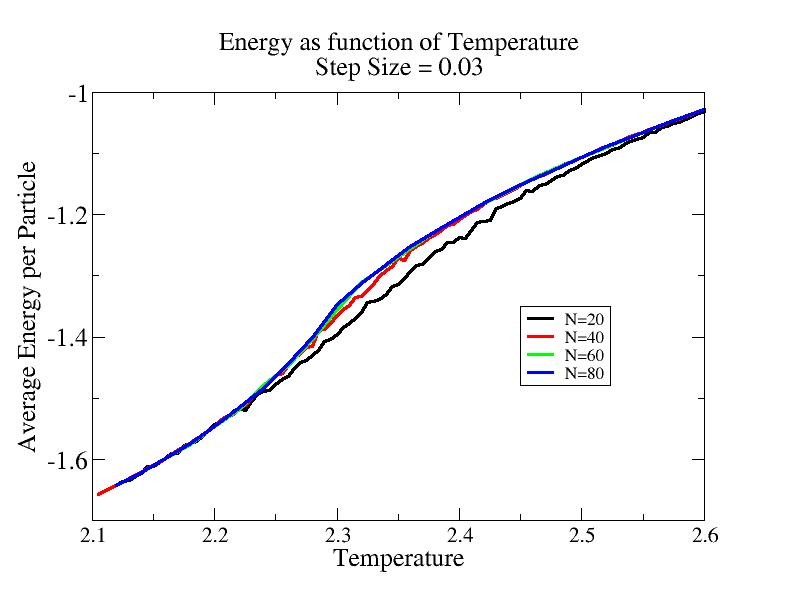 Energy as function of Temperature
Step Size = 0.03
-1
-1.2
-1.4
-1.6
Average Energy per Particle
N=20
N=40
N=60
N=80
2.1 2.2 2.3 2.4 2.5 2.6
Temperature